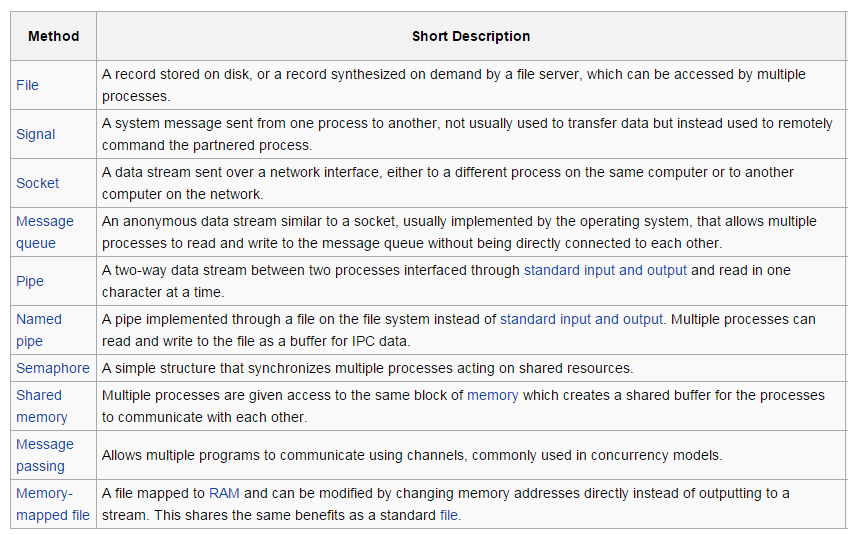 Method Short Description
File
A record stored on disk, or a record synthesized on demand by a file server, which can be accessed by multiple
processes.
Signal
A system message sent from one process to another, not usually used to transfer data but instead used to remotely
command the partnered process.
Socket
A data stream sent over a network interface, either to a different process on the same computer or to another
computer on the network.
Message
queue
An anonymous data stream similar to a socket, usually implemented by the operating system, that allows multiple
processes to read and write to the message queue without being directly connected to each other.
Pipe
A two-way data stream between two processes interfaced through standard input and output and read in one
character at a time.
Named
pipe
A pipe implemented through a file on the file system instead of standard input and output. Multiple processes can
read and write to the file as a buffer for IPC data.
Semaphore A simple structure that synchronizes multiple processes acting on shared resources.
Shared
memory
Multiple processes are given access to the same block of memory which creates a shared buffer for the processes
to communicate with each other.
Message
passing
Allows multiple programs to communicate using channels, commonly used in concurrency models.
Memory-
mapped file
A file mapped to RAM and can be modified by changing memory addresses directly instead of outputting to a
stream. This shares the same benefits as a standard file.